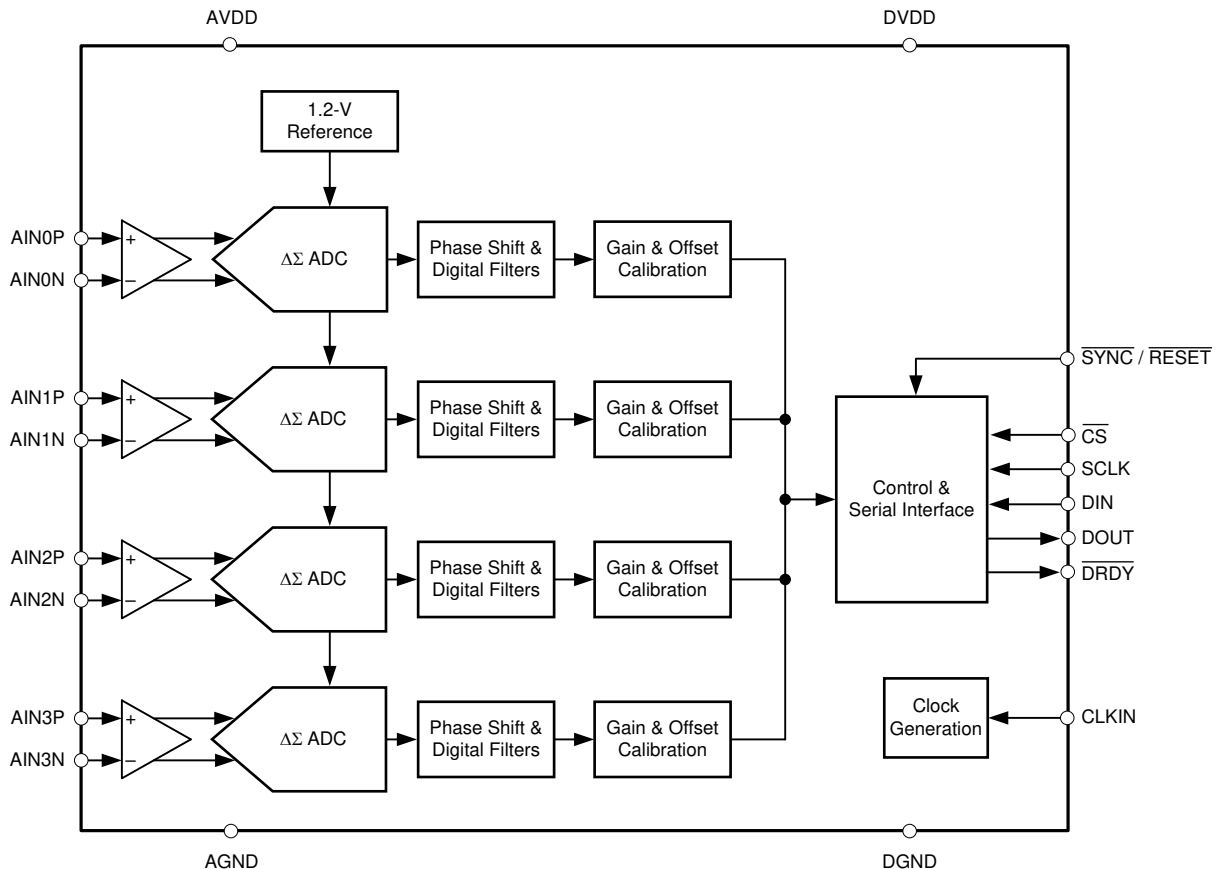 AVDD
DVDD
1.2-V
Reference
AIN0P
+
AIN0N
−
ΔΣ ADC
Phase Shift &
Digital Filters
Gain & Offset
Calibration
SYNC / RESET
AIN1P
+
AIN1N
−
ΔΣ ADC
Phase Shift &
Digital Filters
Gain & Offset
Calibration
CS
SCLK
Control &
Serial Interface
DIN
DOUT
DRDY
AIN2P
+
AIN2N
−
ΔΣ ADC
Phase Shift &
Digital Filters
Gain & Offset
Calibration
AIN3P
+
AIN3N
−
ΔΣ ADC
Phase Shift &
Digital Filters
Gain & Offset
Calibration
Clock
Generation
CLKIN
AGND
DGND